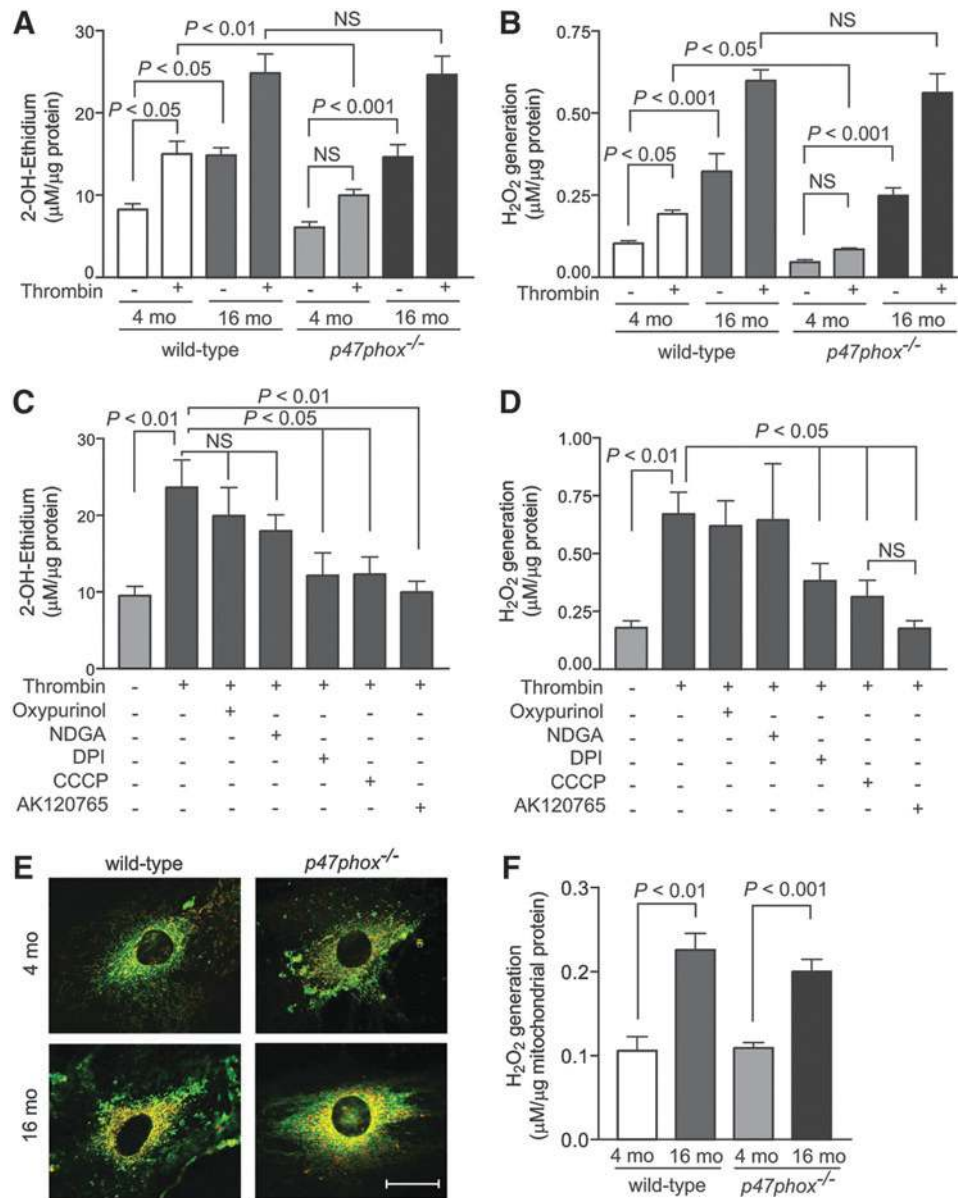 A
2-OH-Ethidium
(μM/μg protein)
30
20
10
0
P < 0.05
P < 0.05
P < 0.01
NS
P < 0.001
NS
Thrombin - + - + - + - +
4 mo 16 mo 4 mo 16 mo
wild-type p47phox-/-
B
H2O2 generation
(μM/μg protein)
0.75
0.50
0.25
0.00
P < 0.05
P < 0.001
P < 0.05
NS
P < 0.001
NS
Thrombin - + - + - + - +
4 mo 16 mo 4 mo 16 mo
wild-type p47phox-/-
C
2-OH-Ethidium
(μM/μg protein)
30
20
10
0
P < 0.01
P < 0.01
P < 0.05
NS
Thrombin - + + + + + +
Oxypurinol - - + - - - -
NDGA - - - + - - -
DPI - - - - + - -
CCCP - - - - - + -
AK120765 - - - - - - +
D
H2O2 generation
(μM/μg protein)
1.00
0.75
0.50
0.25
0.00
P < 0.01
P < 0.05
NS
Thrombin - + + + + + +
Oxypurinol - - + - - - -
NDGA - - - + - - -
DPI - - - - + - -
CCCP - - - - - + -
AK120765 - - - - - - +
E
wild-type p47phox-/-
4 mo
16 mo
F
H2O2 generation
(μM/μg mitochondrial protein)
0.3
0.2
0.1
0.0
P < 0.01
P < 0.001
4 mo 16 mo 4 mo 16 mo
wild-type p47phox-/-